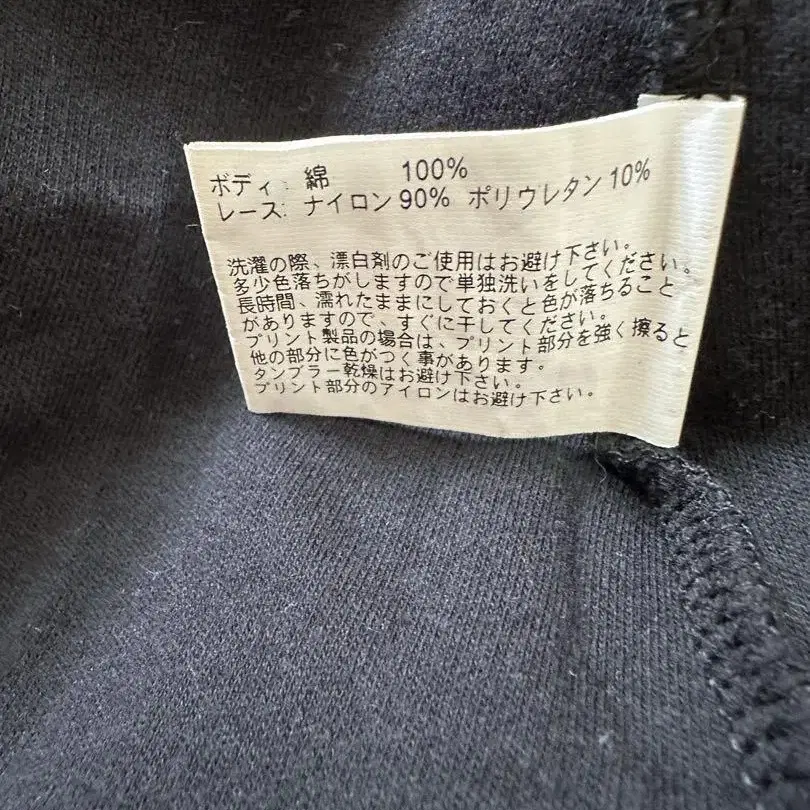 ボディ: 綿 100%
レース: ナイロン 90% ポリウレタン 10%
洗濯の際、漂白剤のご使用はお避け下さい。
多少色落ちがしますので単独洗いをしてください。
長時間、濡れたままにしておくと色が落ちること
がありますので、すぐに干してください。
プリント製品の場合は、プリント部分を強く擦ると
他の部分に色がつく事があります。
タンブラー乾燥はお避け下さい。
プリント部分のアイロンはお避け下さい。